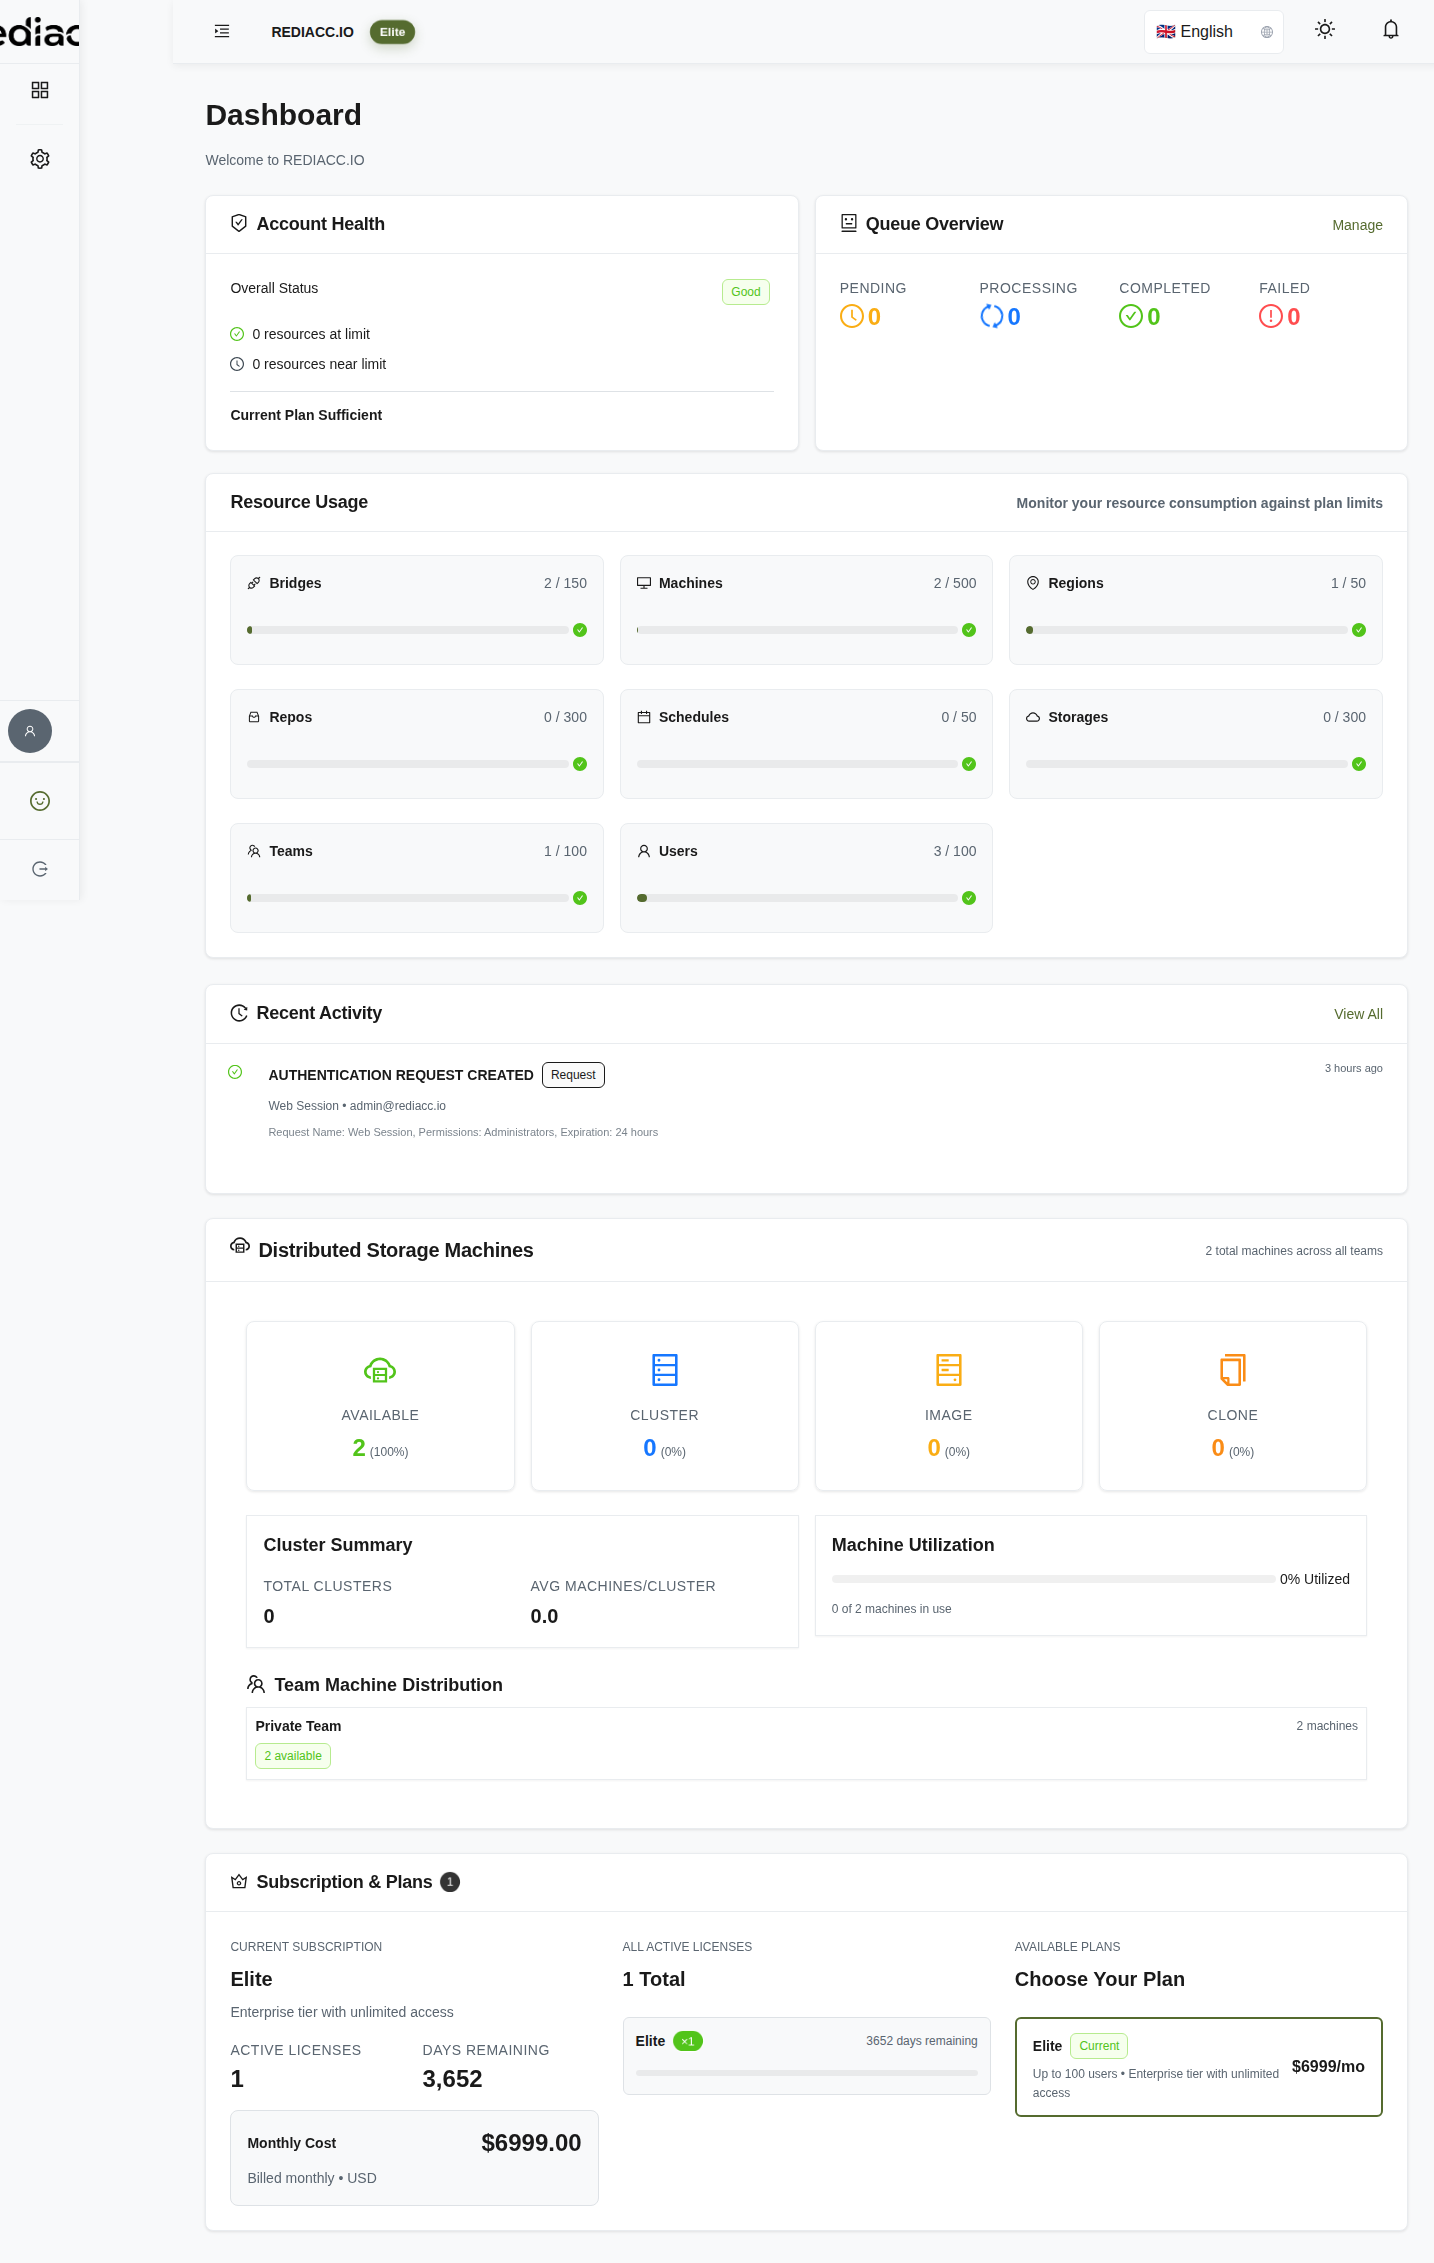 ediac
REDIACC.IO
Elite
🇬🇧 English
Dashboard
Welcome to REDIACC.IO
Account Health
Overall Status
Good
0 resources at limit
0 resources near limit
Current Plan Sufficient
Queue Overview
Manage
PENDING
0
PROCESSING
0
COMPLETED
0
FAILED
0
Resource Usage
Monitor your resource consumption against plan limits
Bridges
2 / 150
Machines
2 / 500
Regions
1 / 50
Repos
0 / 300
Schedules
0 / 50
Storages
0 / 300
Teams
1 / 100
Users
3 / 100
Recent Activity
View All
AUTHENTICATION REQUEST CREATED
Request
3 hours ago
Web Session • admin@rediacc.io
Request Name: Web Session, Permissions: Administrators, Expiration: 24 hours
Distributed Storage Machines
2 total machines across all teams
AVAILABLE
2 (100%)
CLUSTER
0 (0%)
IMAGE
0 (0%)
CLONE
0 (0%)
Cluster Summary
TOTAL CLUSTERS
0
AVG MACHINES/CLUSTER
0.0
Machine Utilization
0% Utilized
0 of 2 machines in use
Team Machine Distribution
Private Team
2 machines
2 available
Subscription & Plans
1
CURRENT SUBSCRIPTION
Elite
Enterprise tier with unlimited access
ACTIVE LICENSES
1
DAYS REMAINING
3,652
Monthly Cost
$6999.00
Billed monthly • USD
ALL ACTIVE LICENSES
1 Total
Elite
×1
3652 days remaining
AVAILABLE PLANS
Choose Your Plan
Elite
Current
Up to 100 users • Enterprise tier with unlimited
access
$6999/mo